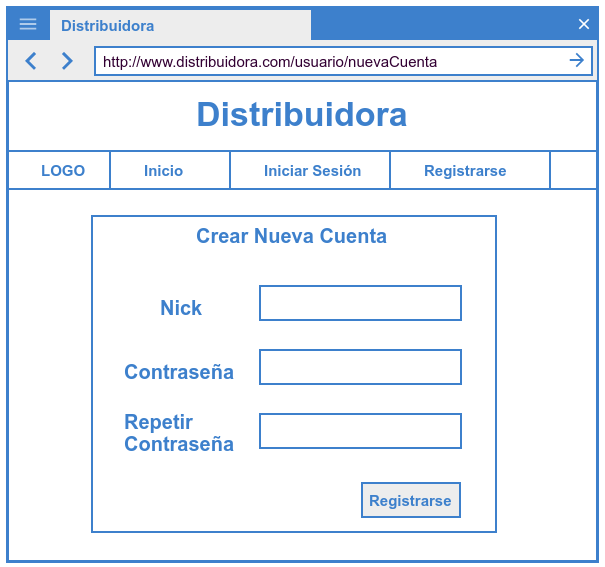 Distribuidora
http://www.distribuidora.com/usuario/nuevaCuenta
Distribuidora
LOGO Inicio Iniciar Sesión Registrarse
Crear Nueva Cuenta
Nick
Contraseña
Repetir
Contraseña
Registrarse